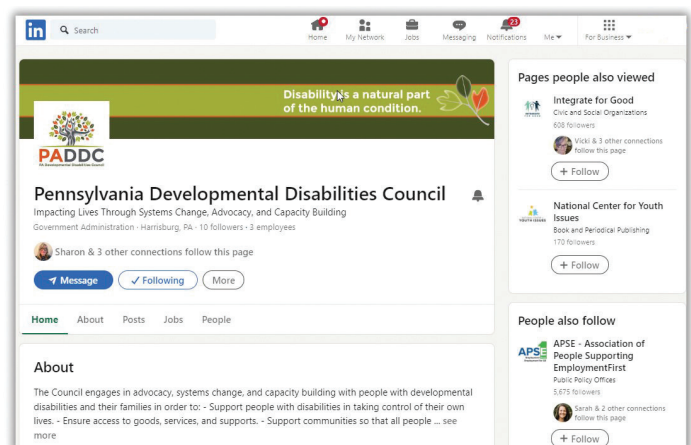 in
Search
Home
My Network
Jobs
Messaging
23
Notifications
Me
For Business
Disability is a natural part
of the human condition.
PADDC
PA Developmental Disabilities Council
Pennsylvania Developmental Disabilities Council
Impacting Lives Through Systems Change, Advocacy, and Capacity Building
Government Administration · Harrisburg, PA · 10 followers · 3 employees
Sharon & 3 other connections follow this page
Message
Following
More
Home
About
Posts
Jobs
People
About
The Council engages in advocacy, systems change, and capacity building with people with developmental
disabilities and their families in order to: - Support people with disabilities in taking control of their own
lives. - Ensure access to goods, services, and supports. - Support communities so that all people ... see
more
Pages people also viewed
Integrate for Good
Civic and Social Organizations
608 followers
Vicki & 3 other connections
follow this page
+ Follow
National Center for Youth
Issues
Book and Periodical Publishing
170 followers
+ Follow
People also follow
APSE
APSE - Association of
People Supporting
EmploymentFirst
Public Policy Offices
5,675 followers
Sarah & 2 other connections
follow this page
+ Follow